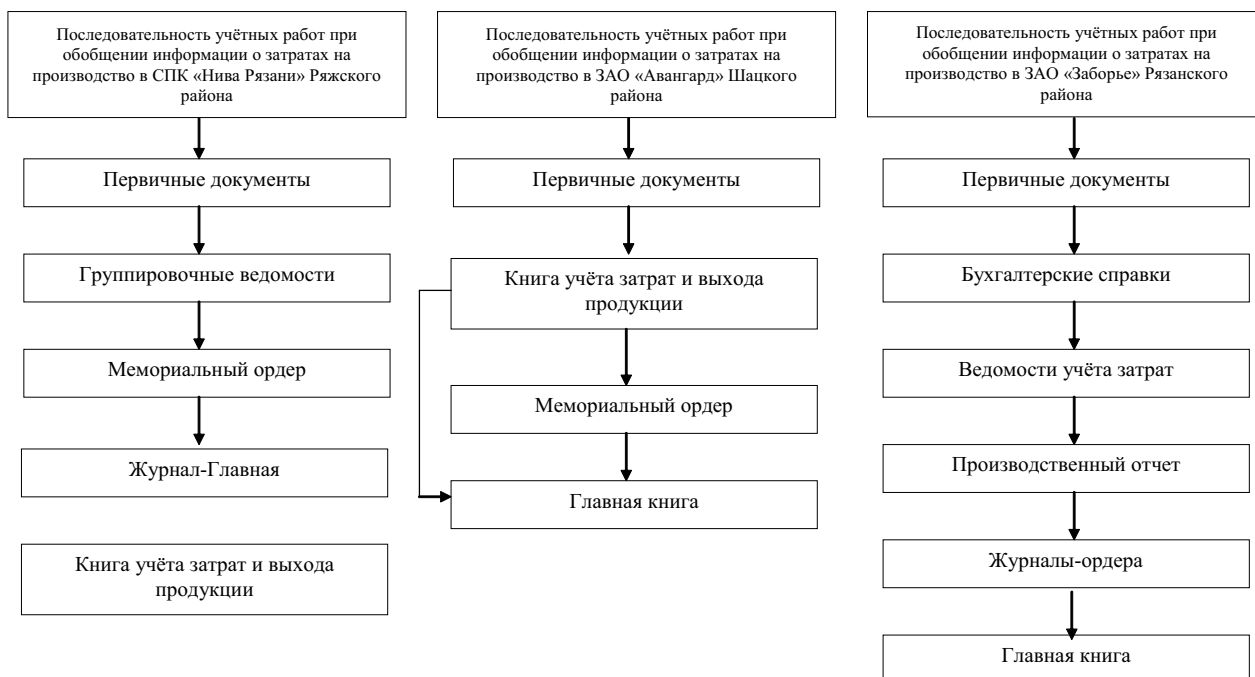 Последовательность учётных работ при
обобщении информации о затратах на
производство в СПК «Нива Рязани» Ряжского
района
Первичные документы
Группировочные ведомости
Мемориальный ордер
Журнал-Главная
Книга учёта затрат и выхода
продукции
Последовательность учётных работ при
обобщении информации о затратах на
производство в ЗАО «Авангард» Шацкого
района
Первичные документы
Книга учёта затрат и выхода
продукции
Мемориальный ордер
Главная книга
Последовательность учётных работ при
обобщении информации о затратах на
производство в ЗАО «Заборье» Рязанского
района
Первичные документы
Бухгалтерские справки
Ведомости учёта затрат
Производственный отчет
Журналы-ордера
Главная книга